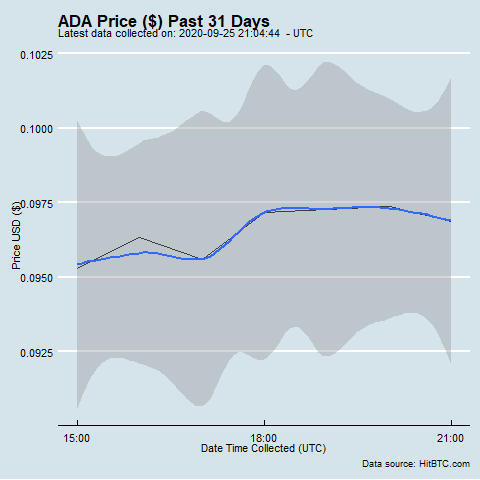 ADA Price ($) Past 31 Days
Latest data collected on: 2020-09-25 21:04:44 - UTC
0.1025
0.1000
0.0975
0.0950
0.0925
Price USD ($)
15:00 18:00 21:00
Date Time Collected (UTC)
Data source: HitBTC.com